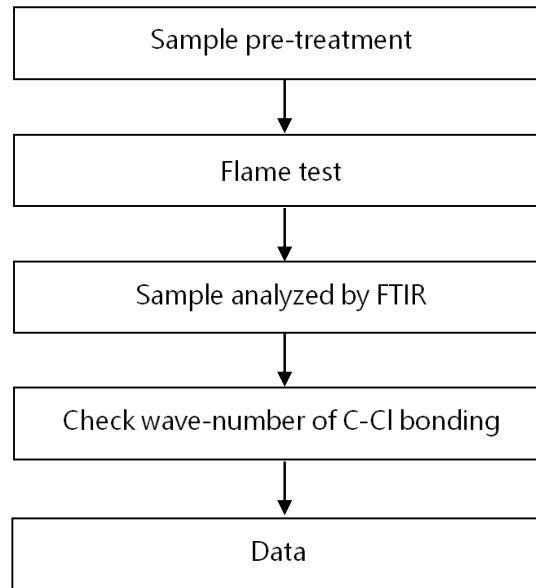 Sample pre-treatment
Flame test
Sample analyzed by FTIR
Check wave-number of C-Cl bonding
Data